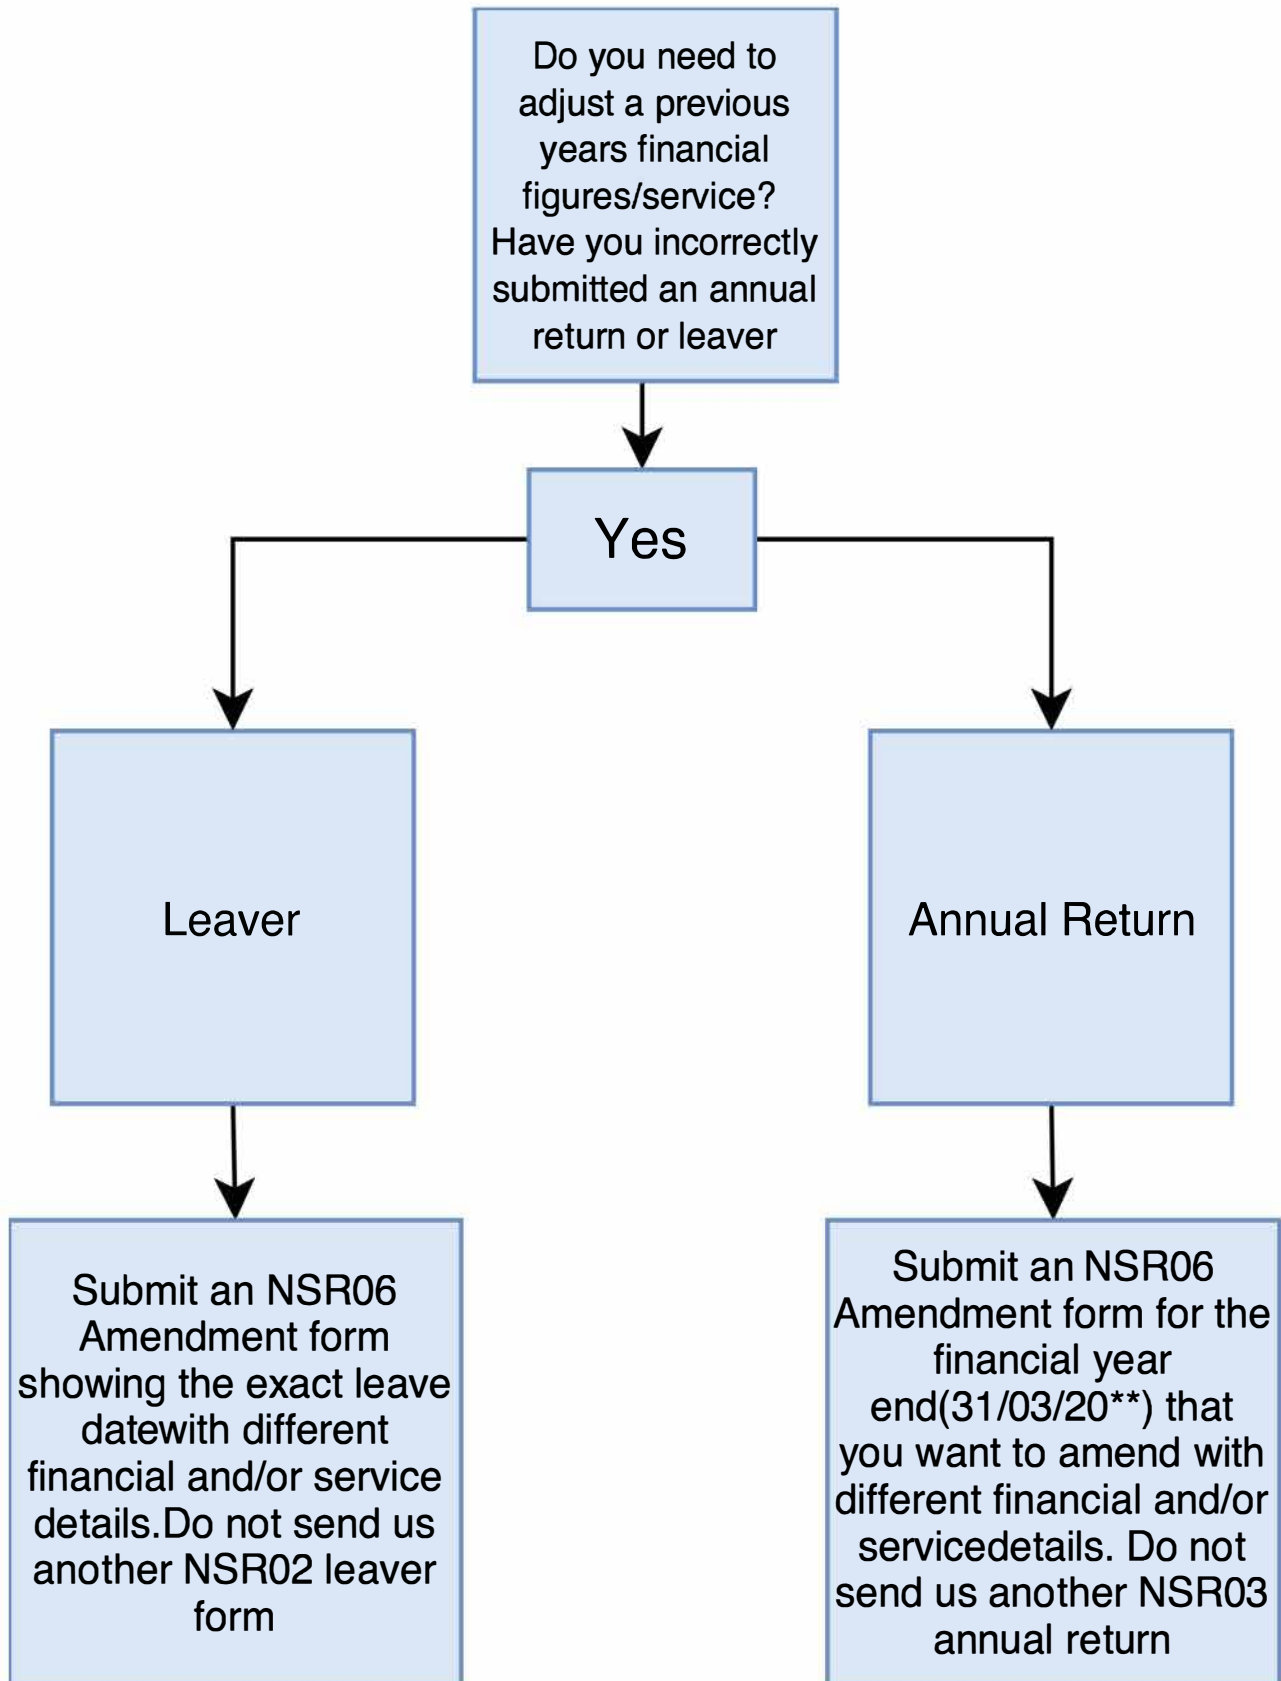 Do you need to
adjust a previous
years financial
figures/service?
Have you incorrectly
submitted an annual
return or leaver
Yes
Leaver
Annual Return
Submit an NSR06
Amendment form
showing the exact leave
datewith different
financial and/or service
details.Do not send us
another NSR02 leaver
form
Submit an NSR06
Amendment form for the
financial year
end(31/03/20**) that
you want to amend with
different financial and/or
servicedetails. Do not
send us another NSR03
annual return